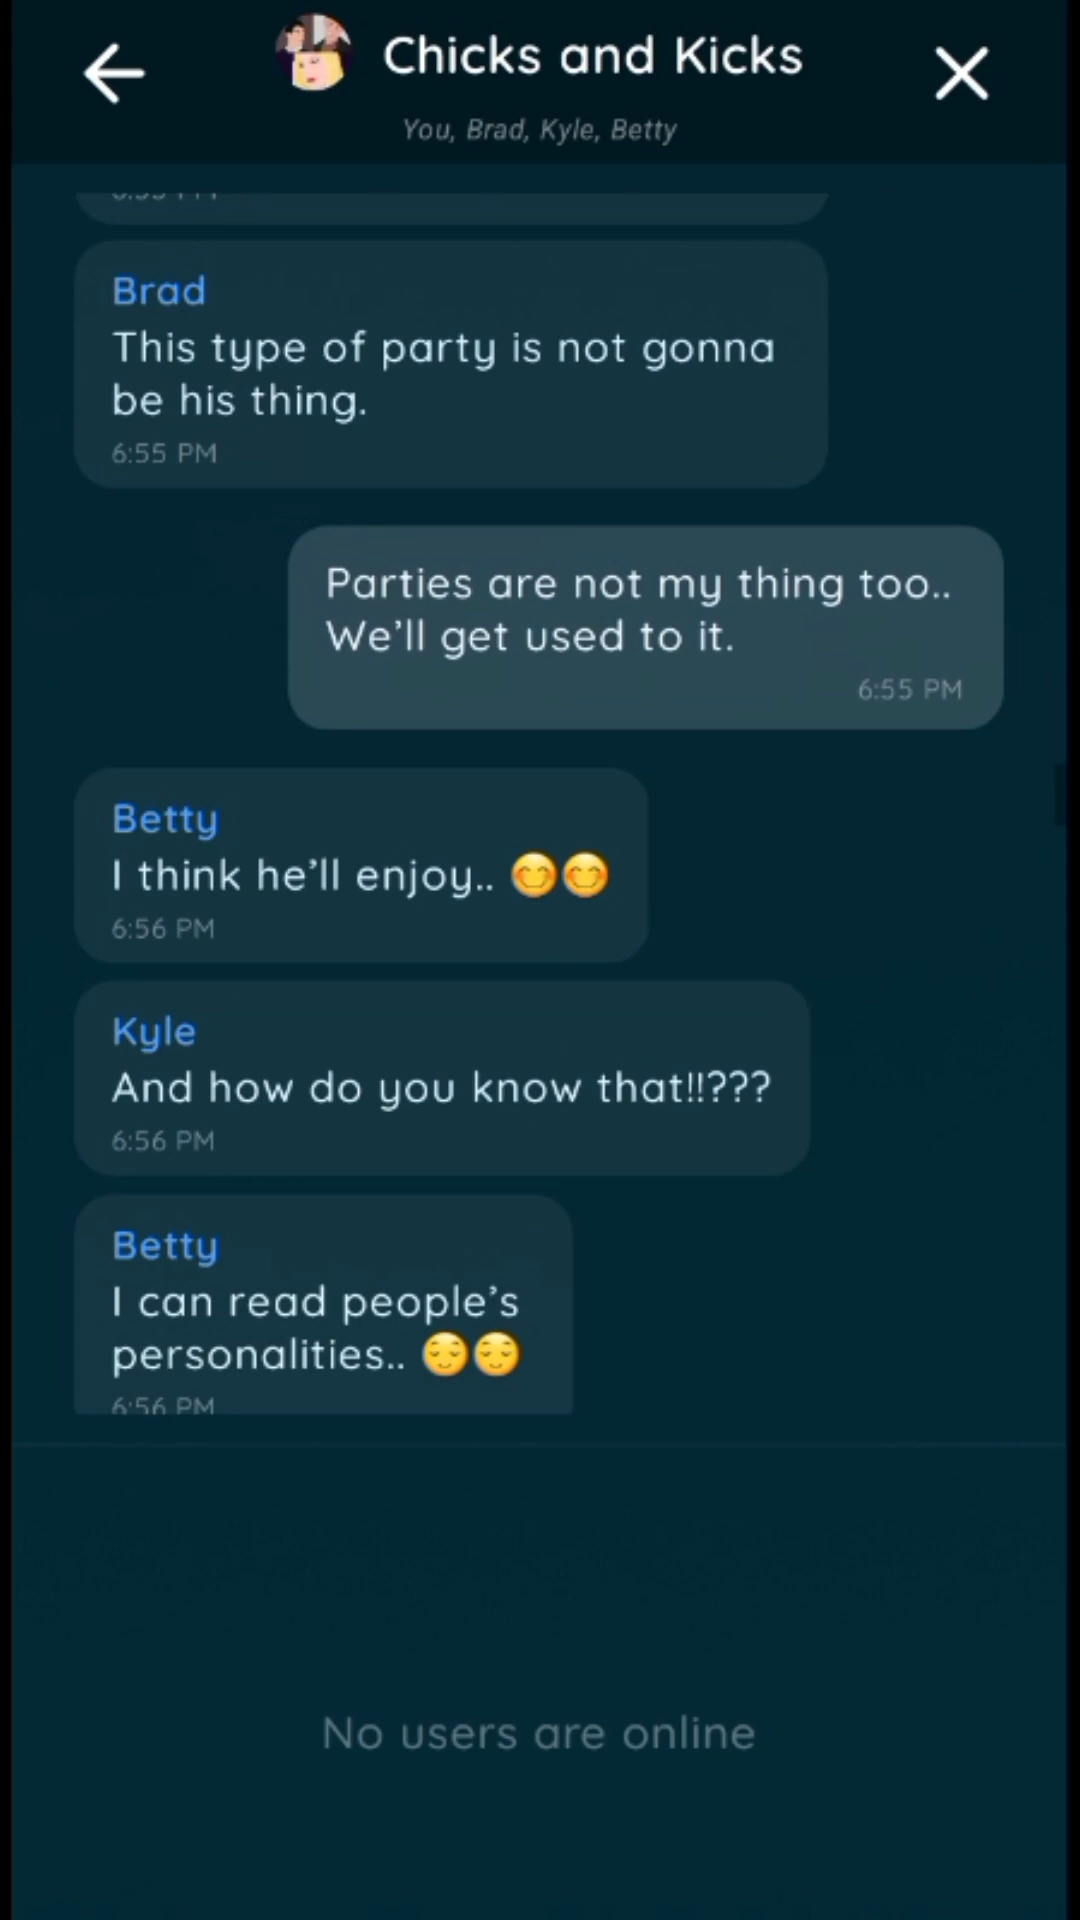 Chicks and Kicks
You, Brad, Kyle, Betty
Brad
This type of party is not gonna
be his thing.
6:55 PM
Parties are not my thing too..
We’ll get used to it.
6:55 PM
Betty
I think he’ll enjoy.. 😊😊
6:56 PM
Kyle
And how do you know that!!???
6:56 PM
Betty
I can read people’s
personalities.. 😌😌
6:56 PM
No users are online